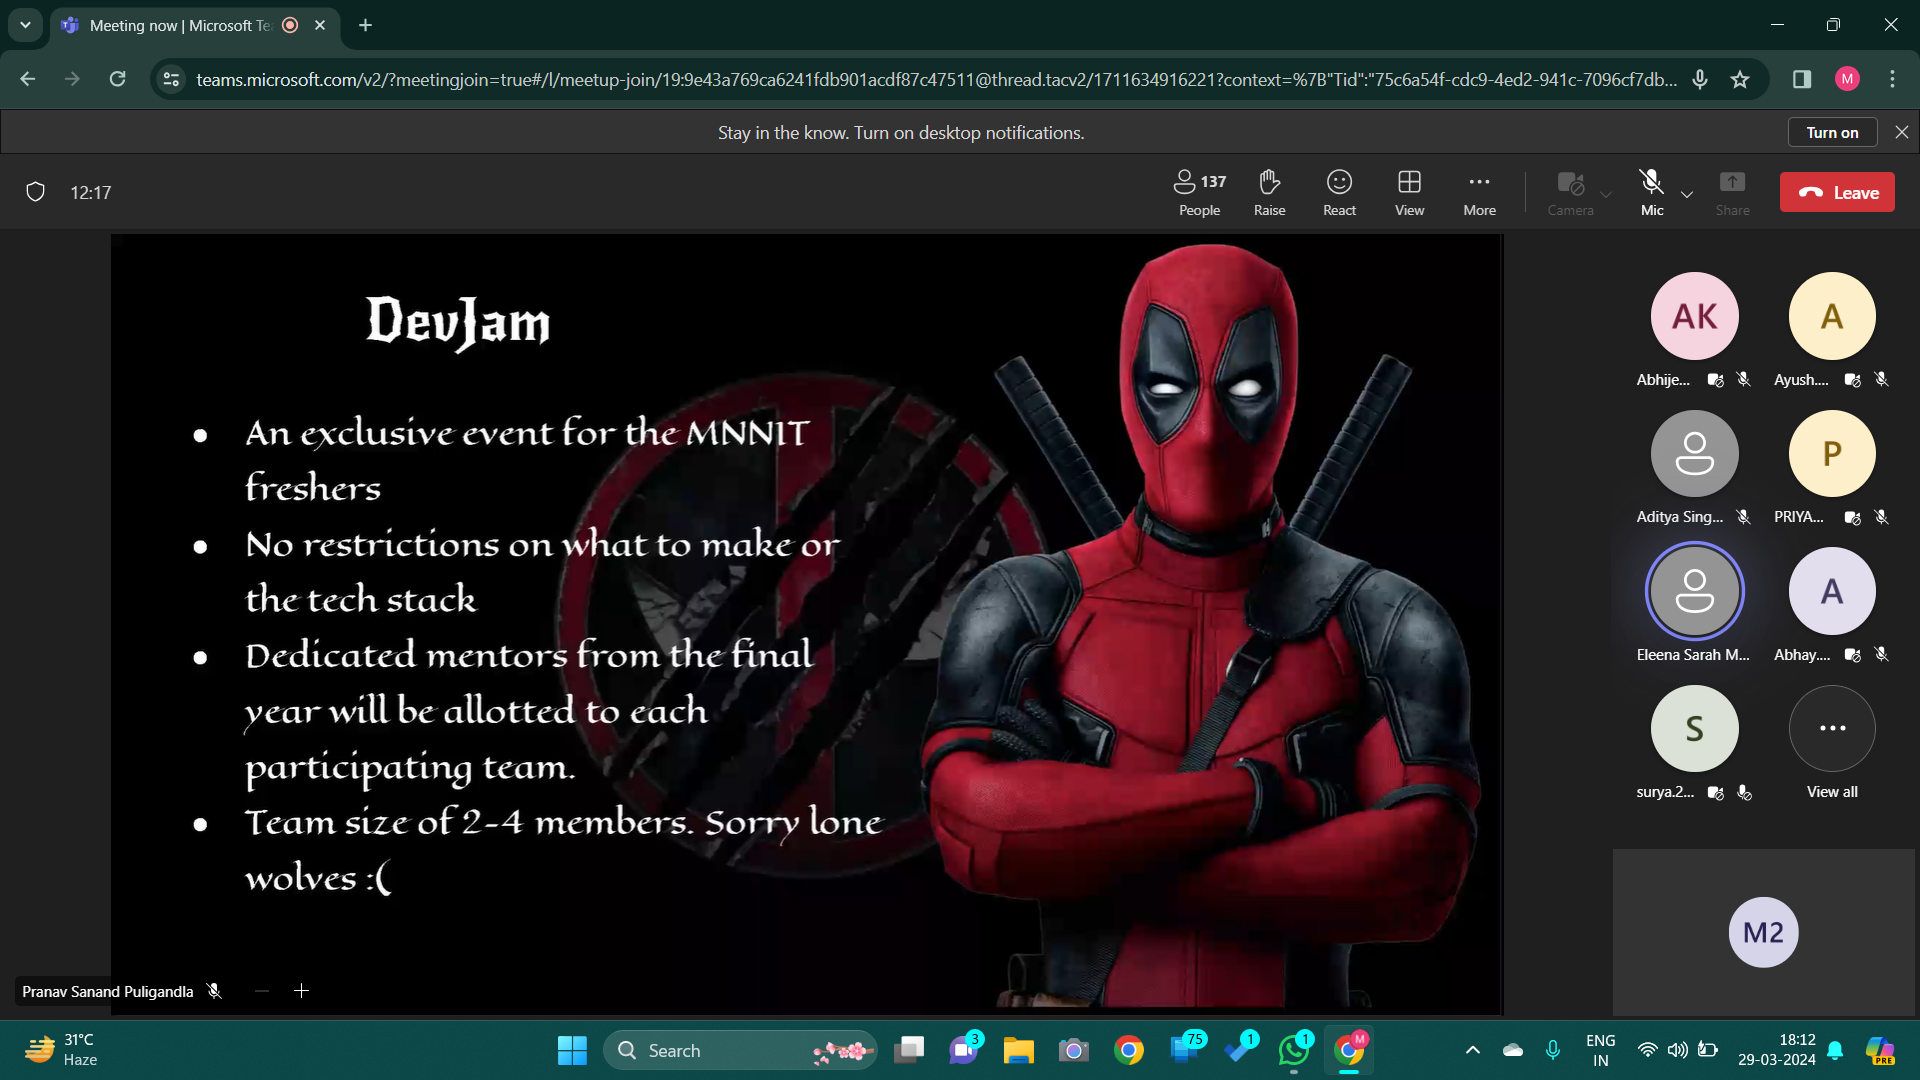 Meeting now | Microsoft Te
teams.microsoft.com/v2/?meetingjoin=true#/l/meetup-join/19:9e43a769ca6241fdb901acdf87c47511@thread.tacv2/1711634916221?context=%7B"Tid":"75c6a54f-cdc9-4ed2-941c-7096cf7db...
M
Stay in the know. Turn on desktop notifications.
Turn on
12:17
137
People
Raise
React
View
More
Camera
Mic
Share
Leave
DevJam
• An exclusive event for the MNNIT
freshers
• No restrictions on what to make or
the tech stack
• Dedicated mentors from the final
year will be allotted to each
participating team.
• Team size of 2-4 members. Sorry lone
wolves :(
Pranav Sanand Puligandla
AK
A
Abhije...
Ayush....
P
Aditya Sing...
PRIYA...
A
Eleena Sarah M...
Abhay....
S
surya.2...
View all
M2
31°C
Haze
Search
3
75
1
1
M
ENG
IN
18:12
29-03-2024
PRE